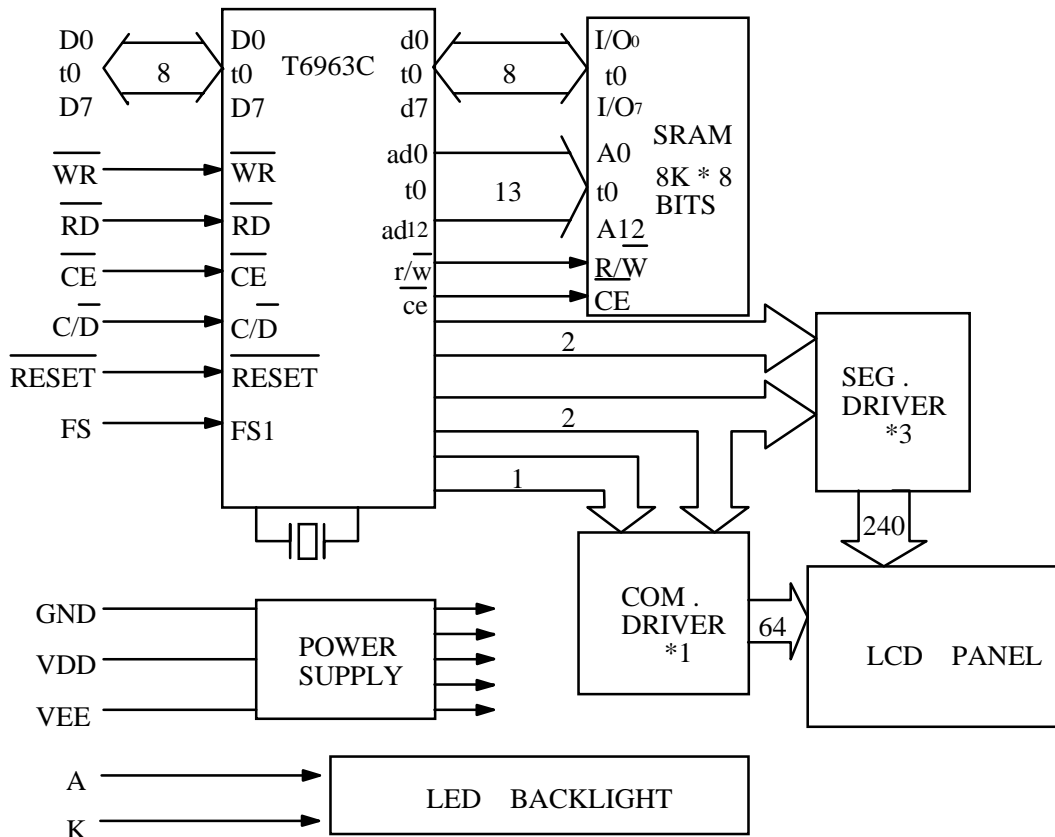 D0
t0
D7
8
D0
t0
D7
T6963C
d0
t0
d7
8
I/O0
t0
I/O7
SRAM
8K * 8
BITS
WR
WR
ad0
t0
ad12
13
A0
t0
A12
RD
RD
CE
CE
r/w
R/W
ce
CE
C/D
C/D
2
RESET
RESET
SEG .
DRIVER
*3
FS
FS1
2
1
240
GND
VDD
VEE
POWER
SUPPLY
COM .
DRIVER
*1
64
LCD PANEL
A
K
LED BACKLIGHT